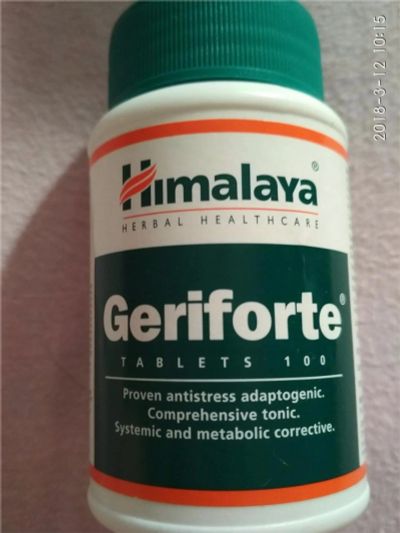 2018-3-12 10:15
Himalaya®
HERBAL HEALTHCARE
Geriforte®
TABLETS 100
Proven antistress adaptogenic.
Comprehensive tonic.
Systemic and metabolic corrective.